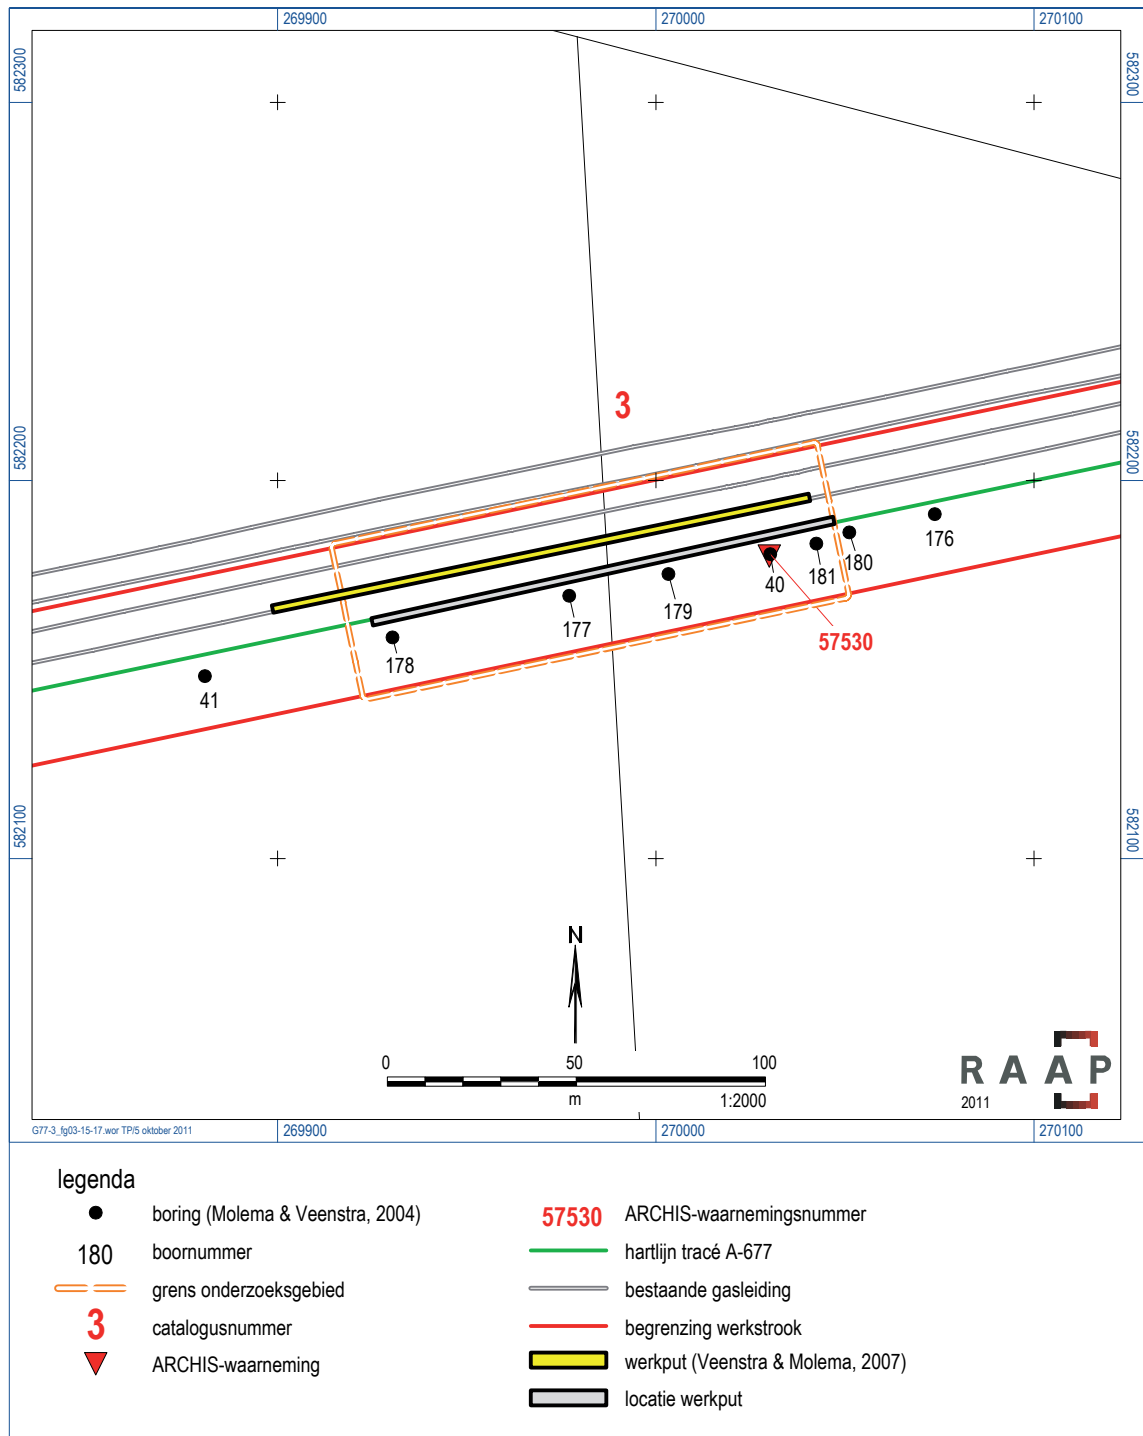 269900
270000
270100
582300
582300
3
582200
582200
176
180
181
40
179
177
57530
178
41
582100
582100
N
0
50
100
m
1:2000
RAAP
2011
G77-3_fg03-15-17.wor TP/5 oktober 2011
269900
270000
270100
legenda
boring (Molema & Veenstra, 2004)
180 boornummer
grens onderzoeksgebied
3 catalogusnummer
ARCHIS-waarneming
57530 ARCHIS-waarnemingsnummer
hartlijn tracé A-677
bestaande gasleiding
begrenzing werkstrook
werkput (Veenstra & Molema, 2007)
locatie werkput